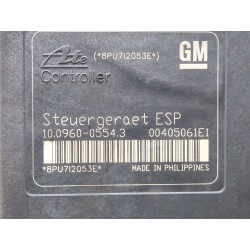 Ate (*8PU712053E*) GM
Controller
Steuergeraet ESP
10.0960-0554.3 00405061E1
*8PU712053E* MADE IN PHILIPPINES